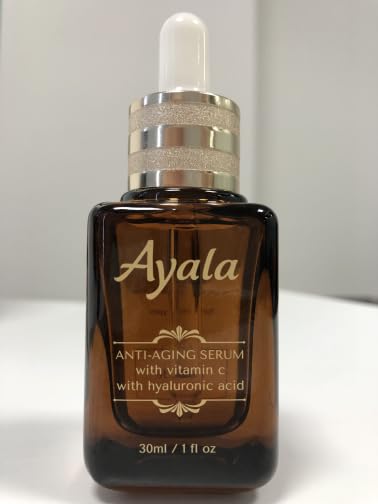 Ayala
ANTI-AGING SERUM
with vitamin c
with hyaluronic acid
30ml / 1 fl oz